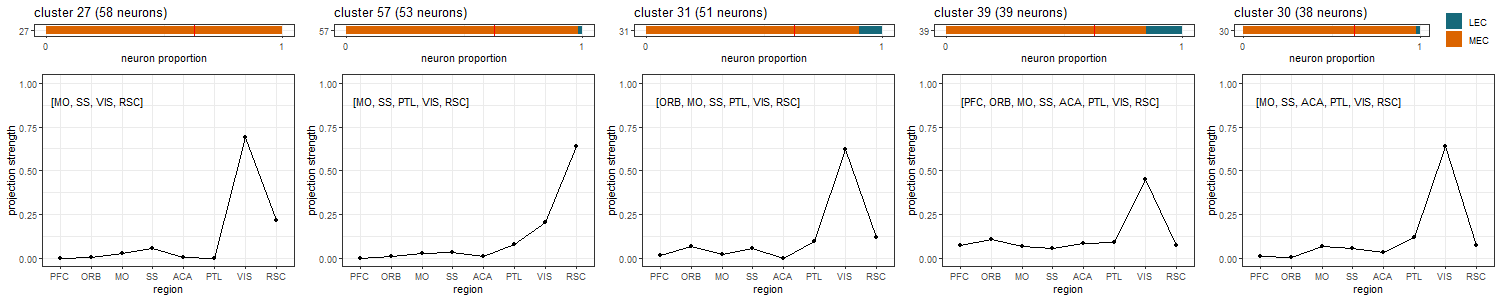 cluster 27 (58 neurons)
27
0
1
neuron proportion
[MO, SS, VIS, RSC]
1.00
0.75
0.50
0.25
0.00
projection strength
PFC ORB MO SS ACA PTL VIS RSC
region
cluster 57 (53 neurons)
57
0
1
neuron proportion
[MO, SS, PTL, VIS, RSC]
1.00
0.75
0.50
0.25
0.00
projection strength
PFC ORB MO SS ACA PTL VIS RSC
region
cluster 31 (51 neurons)
31
0
1
neuron proportion
[ORB, MO, SS, PTL, VIS, RSC]
1.00
0.75
0.50
0.25
0.00
projection strength
PFC ORB MO SS ACA PTL VIS RSC
region
cluster 39 (39 neurons)
39
0
1
neuron proportion
[PFC, ORB, MO, SS, ACA, PTL, VIS, RSC]
1.00
0.75
0.50
0.25
0.00
projection strength
PFC ORB MO SS ACA PTL VIS RSC
region
cluster 30 (38 neurons)
30
0
1
neuron proportion
[MO, SS, ACA, PTL, VIS, RSC]
1.00
0.75
0.50
0.25
0.00
projection strength
PFC ORB MO SS ACA PTL VIS RSC
region
LEC
MEC